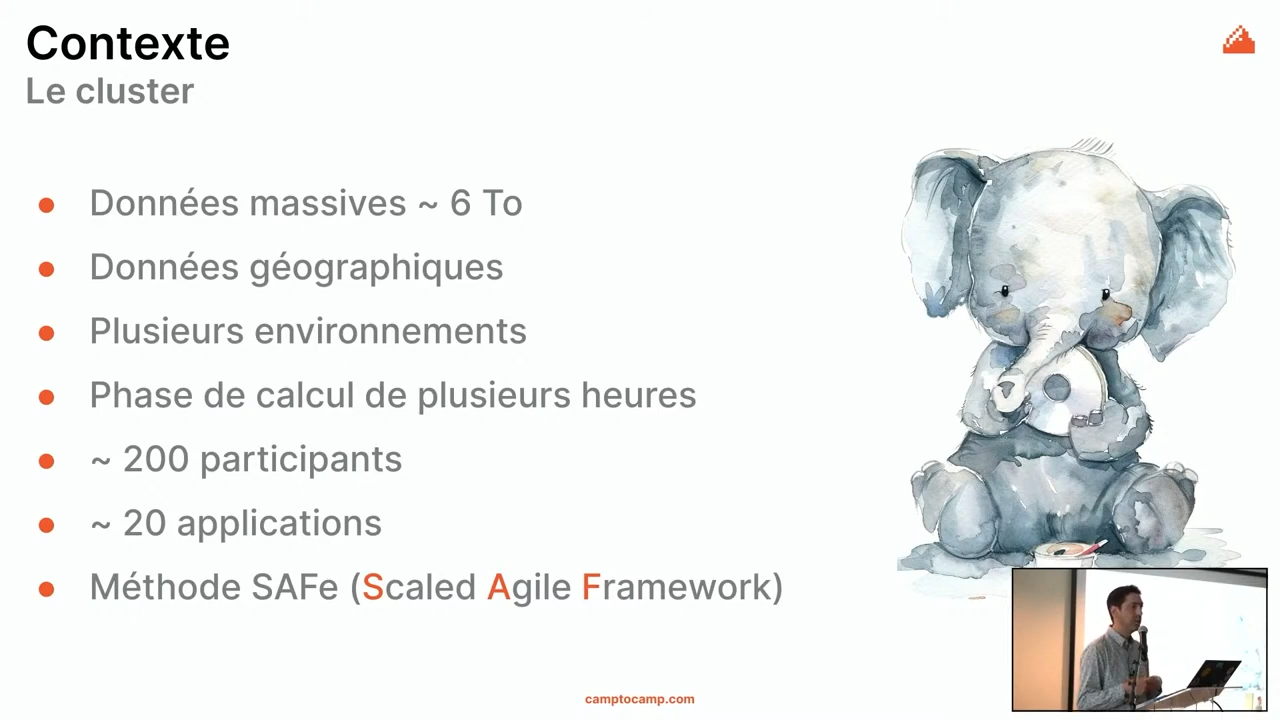 Contexte
Le cluster
Données massives ~ 6 To
Données géographiques
Plusieurs environnements
Phase de calcul de plusieurs heures
~ 200 participants
~ 20 applications
Méthode SAFe (Scaled Agile Framework)
camptocamp.com